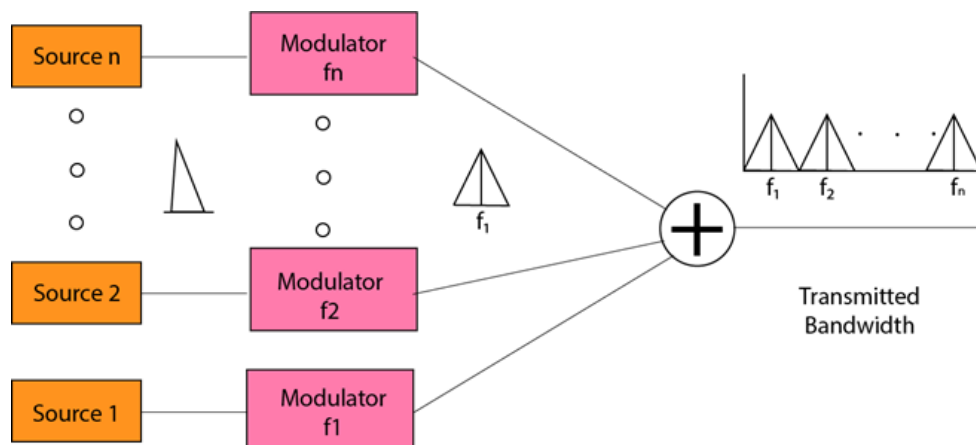 Source n
Modulator
fn
f₁
f₁
f₂
. . .
fₙ
Source 2
Modulator
f2
Transmitted
Bandwidth
Source 1
Modulator
f1